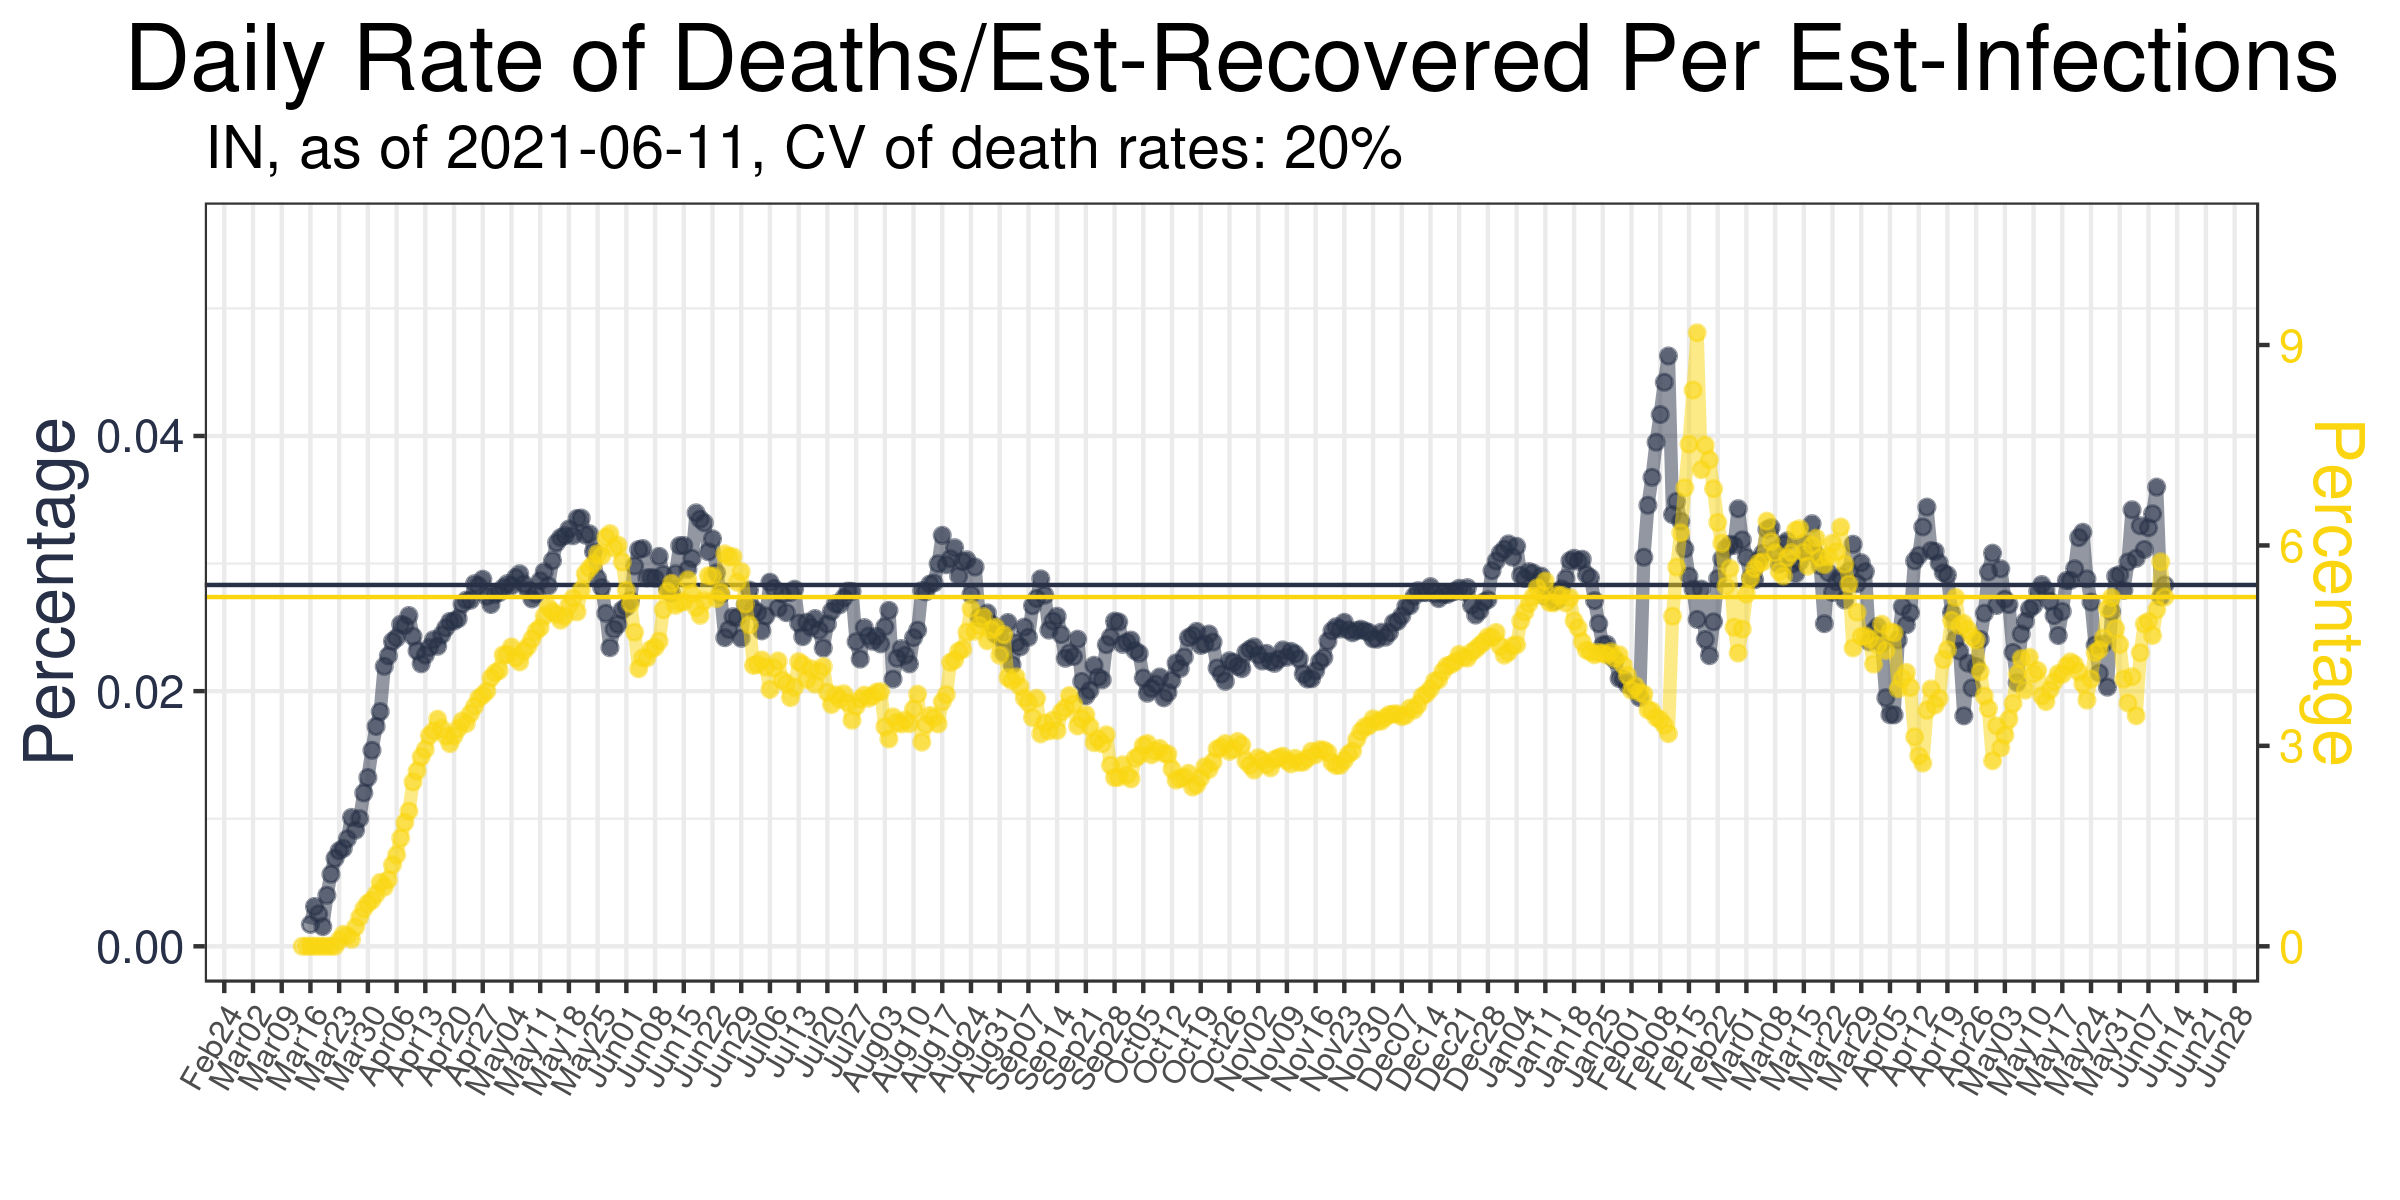 Daily Rate of Deaths/Est-Recovered Per Est-Infections
IN, as of 2021-06-11, CV of death rates: 20%
Percentage
0.04
0.02
0.00
9
6
3
0
Percentage
Feb24
Mar02
Mar09
Mar16
Mar23
Mar30
Apr06
Apr13
Apr20
Apr27
May04
May11
May18
May25
Jun01
Jun08
Jun15
Jun22
Jun29
Jul06
Jul13
Jul20
Jul27
Aug03
Aug10
Aug17
Aug24
Aug31
Sep07
Sep14
Sep21
Sep28
Oct05
Oct12
Oct19
Oct26
Nov02
Nov09
Nov16
Nov23
Nov30
Dec07
Dec14
Dec21
Dec28
Jan04
Jan11
Jan18
Jan25
Feb01
Feb08
Feb15
Feb22
Mar01
Mar08
Mar15
Mar22
Mar29
Apr05
Apr12
Apr19
Apr26
May03
May10
May17
May24
May31
Jun07
Jun14
Jun21
Jun28